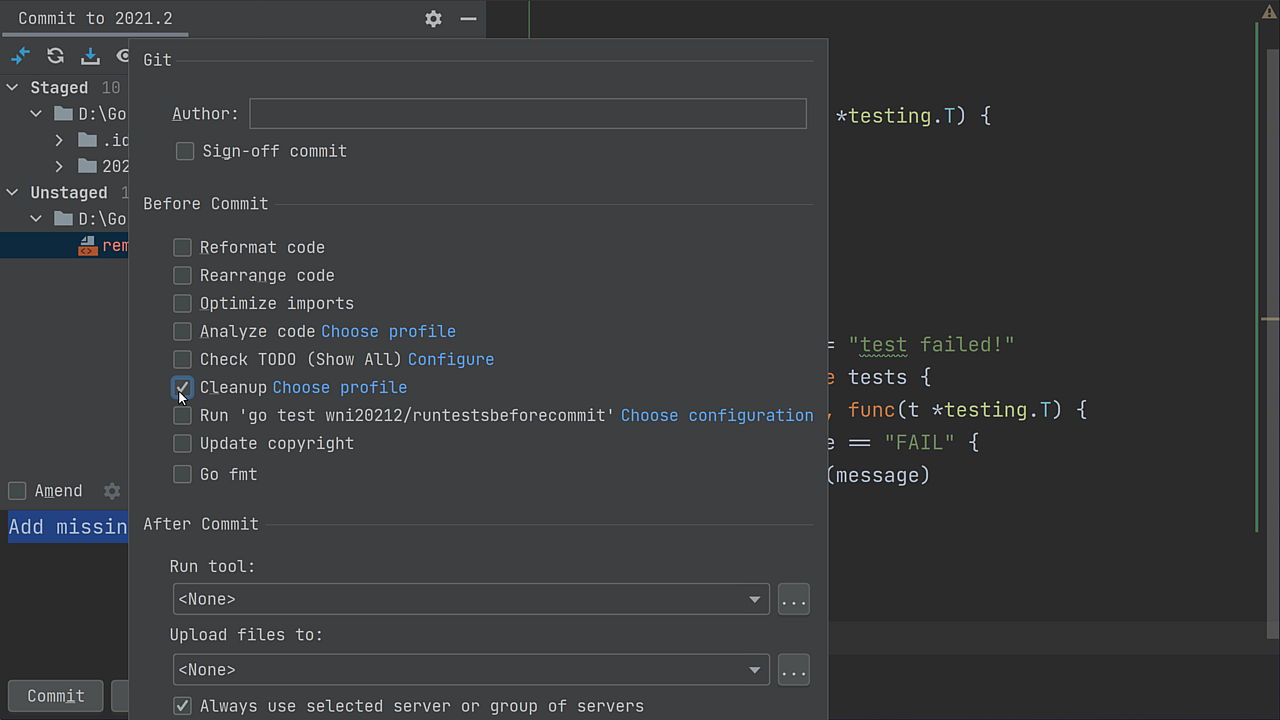 Commit to 2021.2
Staged 10
D:\Go
.id
202
Unstaged 1
D:\Go
rem
Amend
Add missin
Commit
Git
Author:
Sign-off commit
Before Commit
Reformat code
Rearrange code
Optimize imports
Analyze code Choose profile
Check TODO (Show All) Configure
Cleanup Choose profile
Run 'go test wni20212/runtestsbeforecommit' Choose configuration
Update copyright
Go fmt
After Commit
Run tool:
<None>
...
Upload files to:
<None>
...
Always use selected server or group of servers
*testing.T) {
= "test failed!"
e tests {
, func(t *testing.T) {
e == "FAIL" {
(message)